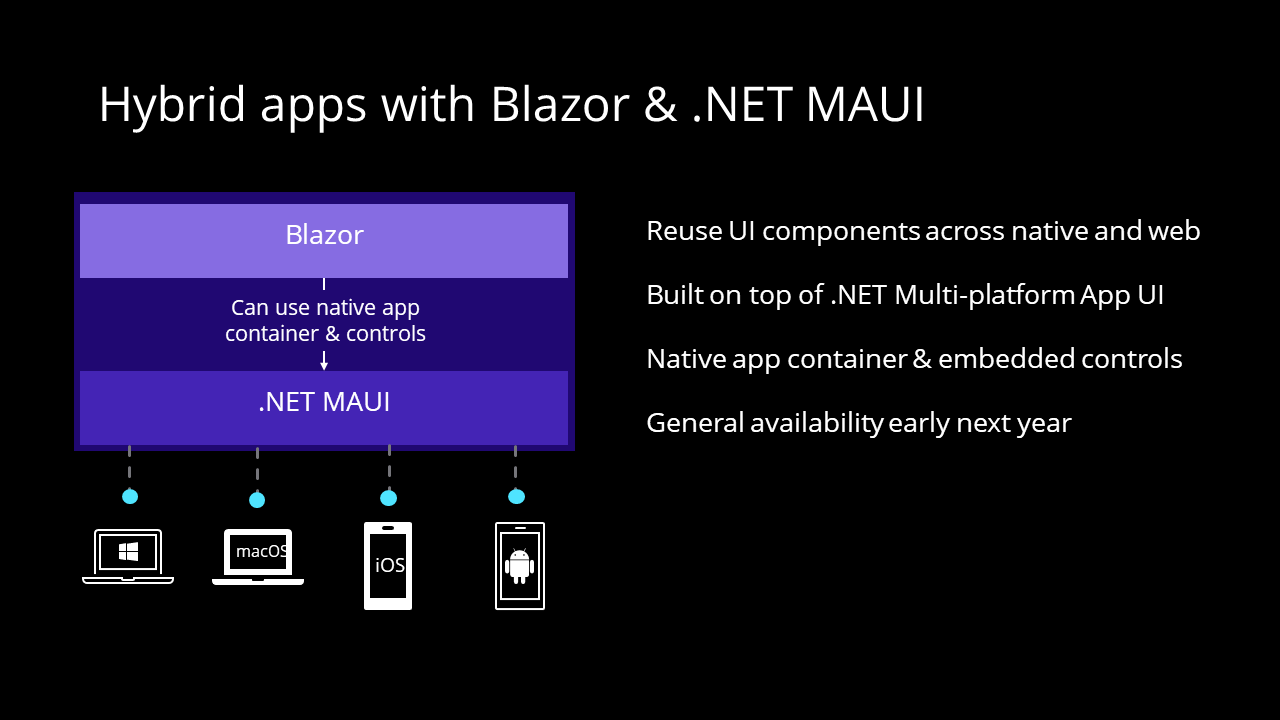 Hybrid apps with Blazor & .NET MAUI
Blazor
Can use native app
container & controls
.NET MAUI
macOS
iOS
Reuse UI components across native and web
Built on top of .NET Multi-platform App UI
Native app container & embedded controls
General availability early next year